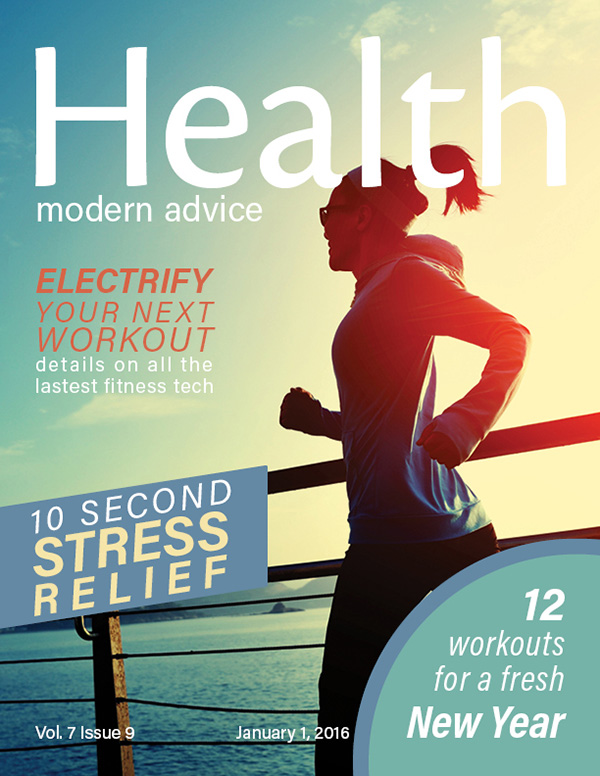 Health
modern advice
ELECTRIFY
YOUR NEXT
WORKOUT
details on all the
lastest fitness tech
10 SECOND
STRESS
RELIEF
12
workouts
for a fresh
New Year
Vol. 7 Issue 9
January 1, 2016